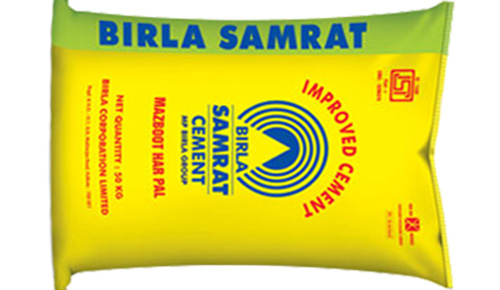 BIRLA SAMRAT
IMPROVED CEMENT
BIRLA
SAMRAT
CEMENT
MP BIRLA GROUP
MAZBOOT HAR PAL
NET QUANTITY : 50 KG
BIRLA CORPORATION LIMITED